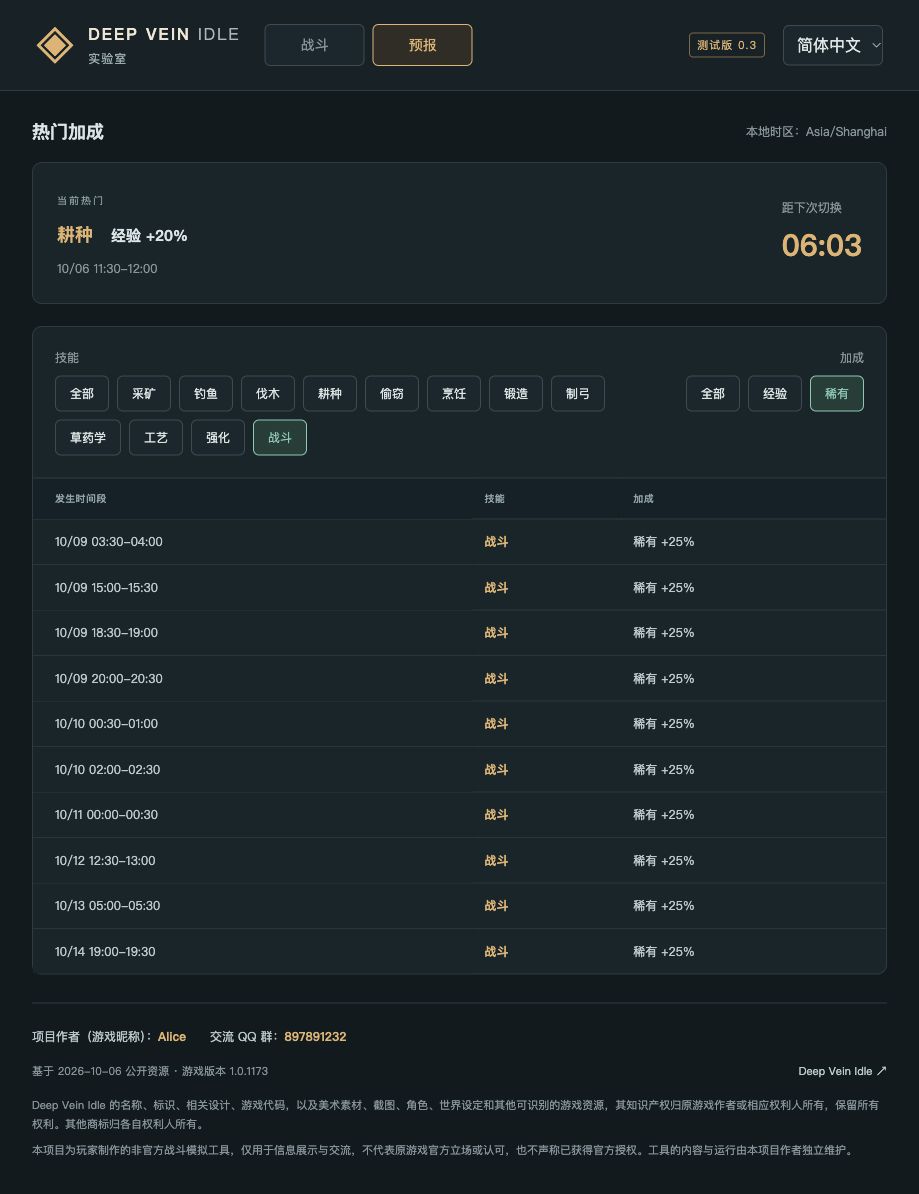 DEEP VEIN IDLE
实验室
战斗
预报
测试版 0.3
简体中文
热门加成
本地时区：Asia/Shanghai
当前热门
耕种 经验 +20%
10/06 11:30–12:00
距下次切换
06:03
技能
加成
全部 采矿 钓鱼 伐木 耕种 偷窃 烹饪 锻造 制弓
全部 经验 稀有
草药学 工艺 强化 战斗
发生时间段 技能 加成
10/09 03:30–04:00 战斗 稀有 +25%
10/09 15:00–15:30 战斗 稀有 +25%
10/09 18:30–19:00 战斗 稀有 +25%
10/09 20:00–20:30 战斗 稀有 +25%
10/10 00:30–01:00 战斗 稀有 +25%
10/10 02:00–02:30 战斗 稀有 +25%
10/11 00:00–00:30 战斗 稀有 +25%
10/12 12:30–13:00 战斗 稀有 +25%
10/13 05:00–05:30 战斗 稀有 +25%
10/14 19:00–19:30 战斗 稀有 +25%
项目作者（游戏昵称）：Alice 交流 QQ 群：897891232
基于 2026-10-06 公开资源 · 游戏版本 1.0.1173
Deep Vein Idle ↗
Deep Vein Idle 的名称、标识、相关设计、游戏代码，以及美术素材、截图、角色、世界设定和其他可识别的游戏资源，其知识产权归原游戏作者或相应权利人所有，保留所有
权利。其他商标归各自权利人所有。
本项目为玩家制作的非官方战斗模拟工具，仅用于信息展示与交流，不代表原游戏官方立场或认可，也不声称已获得官方授权。工具的内容与运行由本项目作者独立维护。